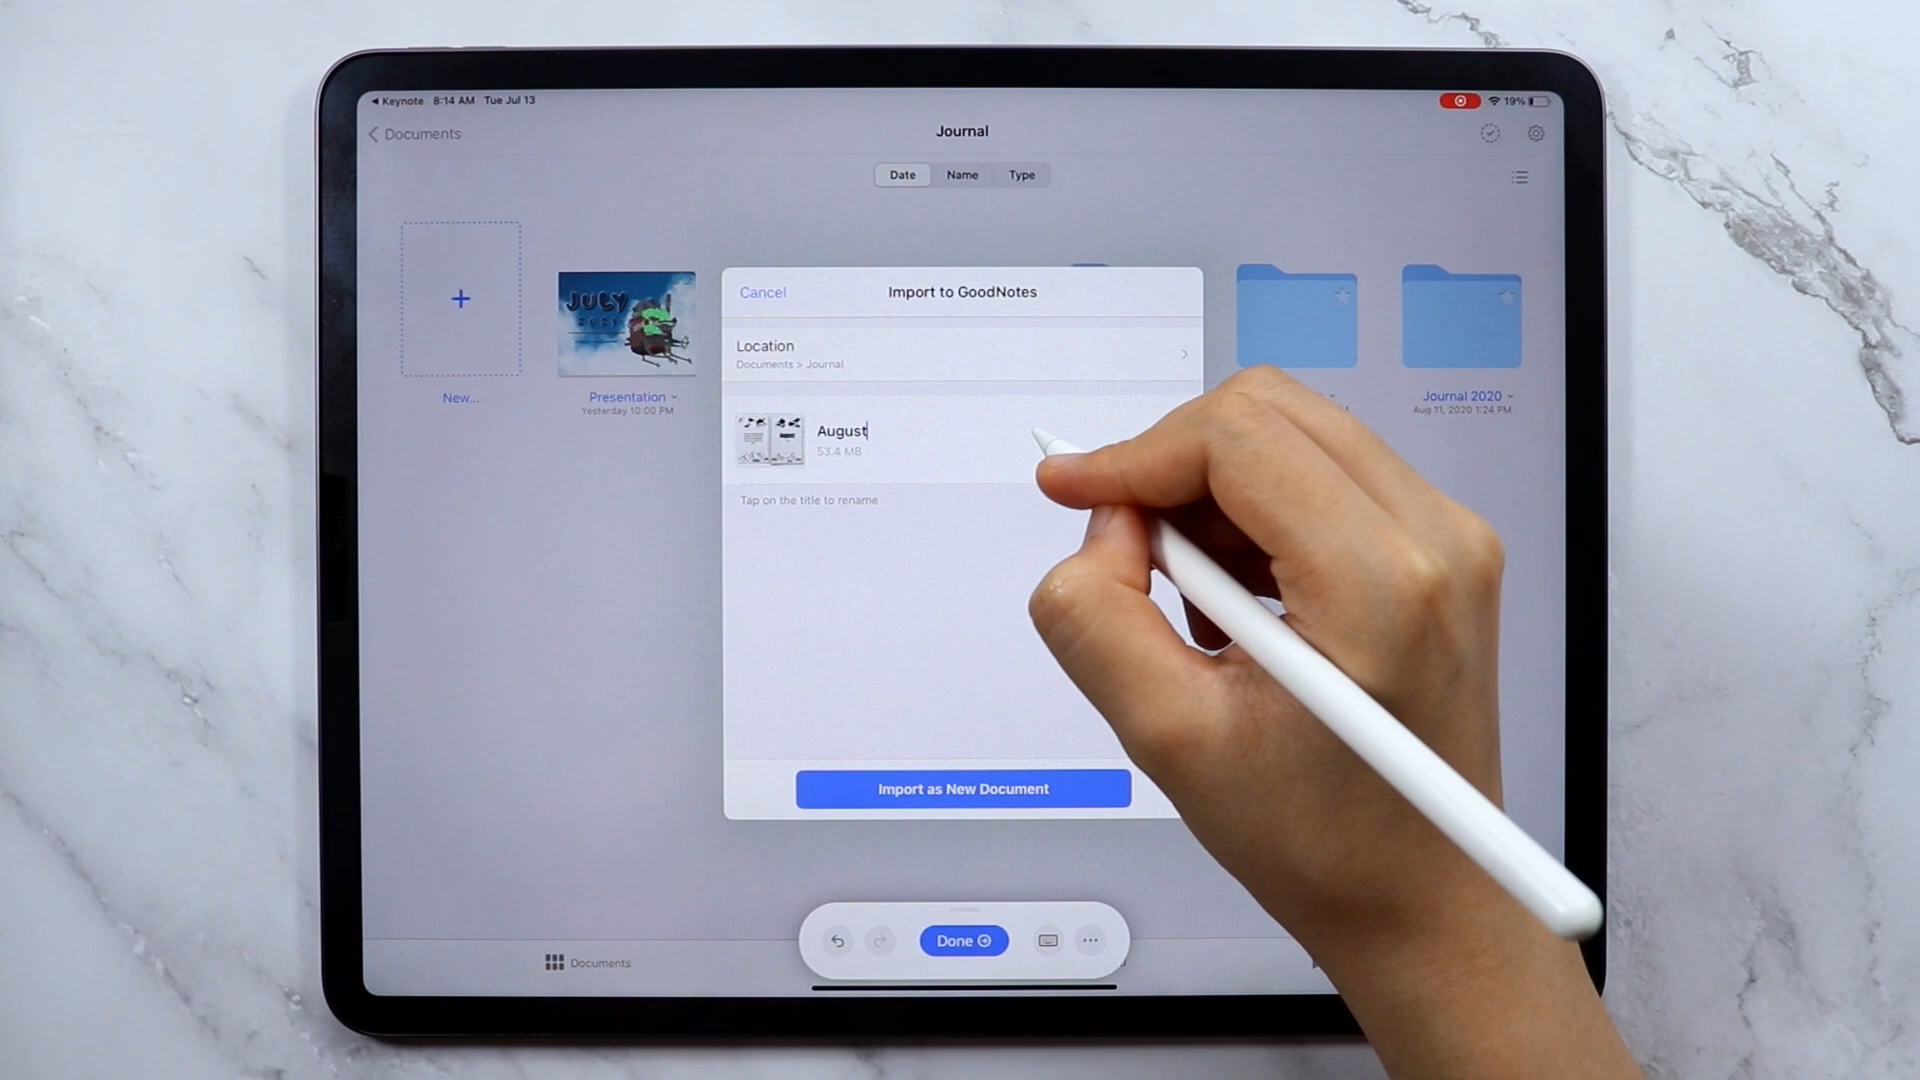 Keynote 8:14 AM Tue Jul 13
19%
Documents
Journal
Date Name Type
Cancel
Import to GoodNotes
Location
Documents > Journal
August
53.4 MB
Tap on the title to rename
Import as New Document
JULY
2021
New...
Presentation
Yesterday 10:00 PM
Journal 2020
Aug 11, 2020 1:24 PM
Done
Documents